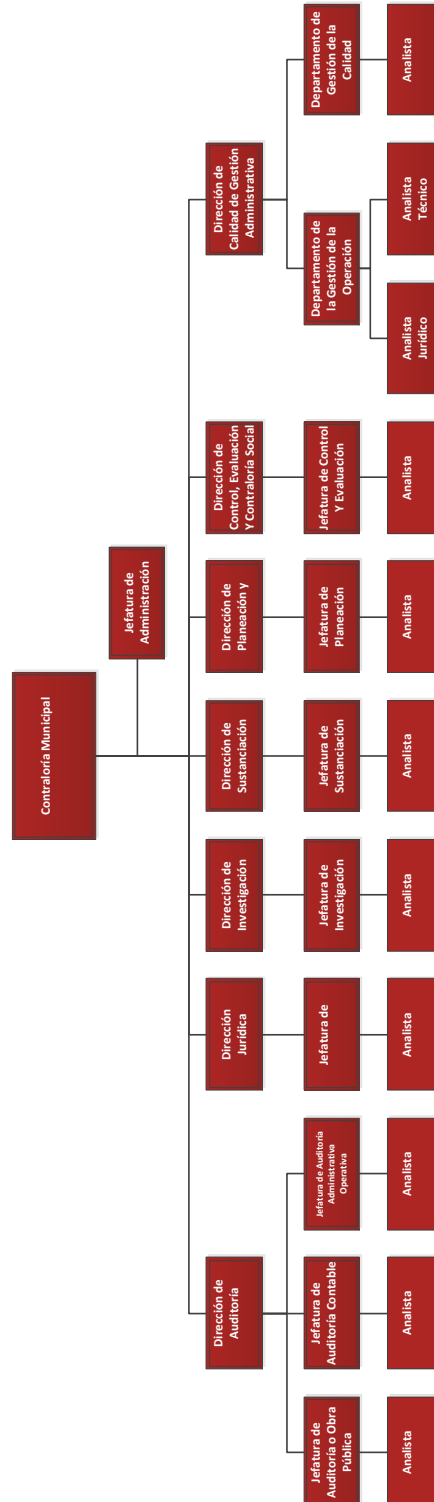 Contraloría Municipal
Jefatura de
Administración
Dirección de
Auditoría
Dirección
Jurídica
Dirección de
Investigación
Dirección de
Sustanciación
Dirección de
Planeación y
Dirección de
Control, Evaluación
Y Contraloría Social
Dirección de
Calidad de Gestión
Administrativa
Jefatura de
Auditoría o Obra
Pública
Jefatura de
Auditoría Contable
Jefatura de Auditoría
Administrativa
Operativa
Jefatura de
Jefatura de
Investigación
Jefatura de
Sustanciación
Jefatura de
Planeación
Jefatura de Control
Y Evaluación
Departamento de
la Gestión de la
Operación
Departamento de
Gestión de la
Calidad
Analista
Analista
Analista
Analista
Analista
Analista
Analista
Analista
Analista
Jurídico
Analista
Técnico
Analista